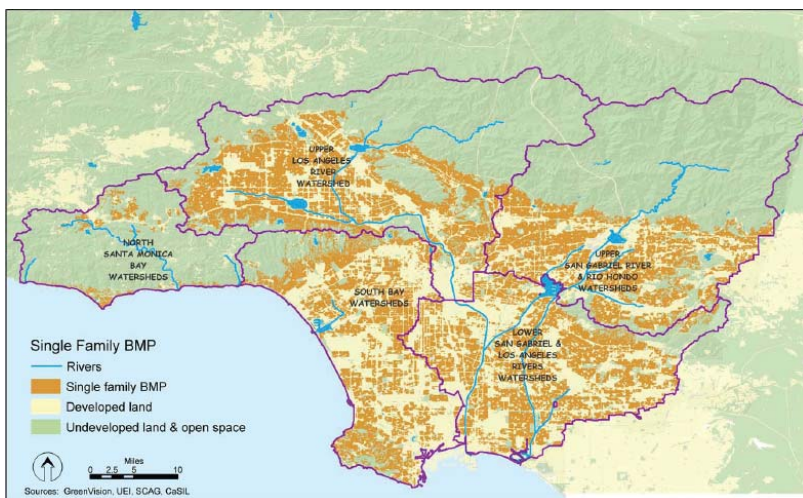 UPPER
LOS ANGELES
RIVER
WATERSHED
NORTH
SANTA MONICA
BAY
WATERSHEDS
UPPER
SAN GABRIEL RIVER
& RIO HONDO
WATERSHEDS
SOUTH BAY
WATERSHEDS
LOWER
SAN GABRIEL &
LOS ANGELES
RIVERS
WATERSHEDS
Single Family BMP
Rivers
Single family BMP
Developed land
Undeveloped land & open space
Miles
0 2.5 5 10
Sources: GreenVision, UEI, SCAG, CaSIL